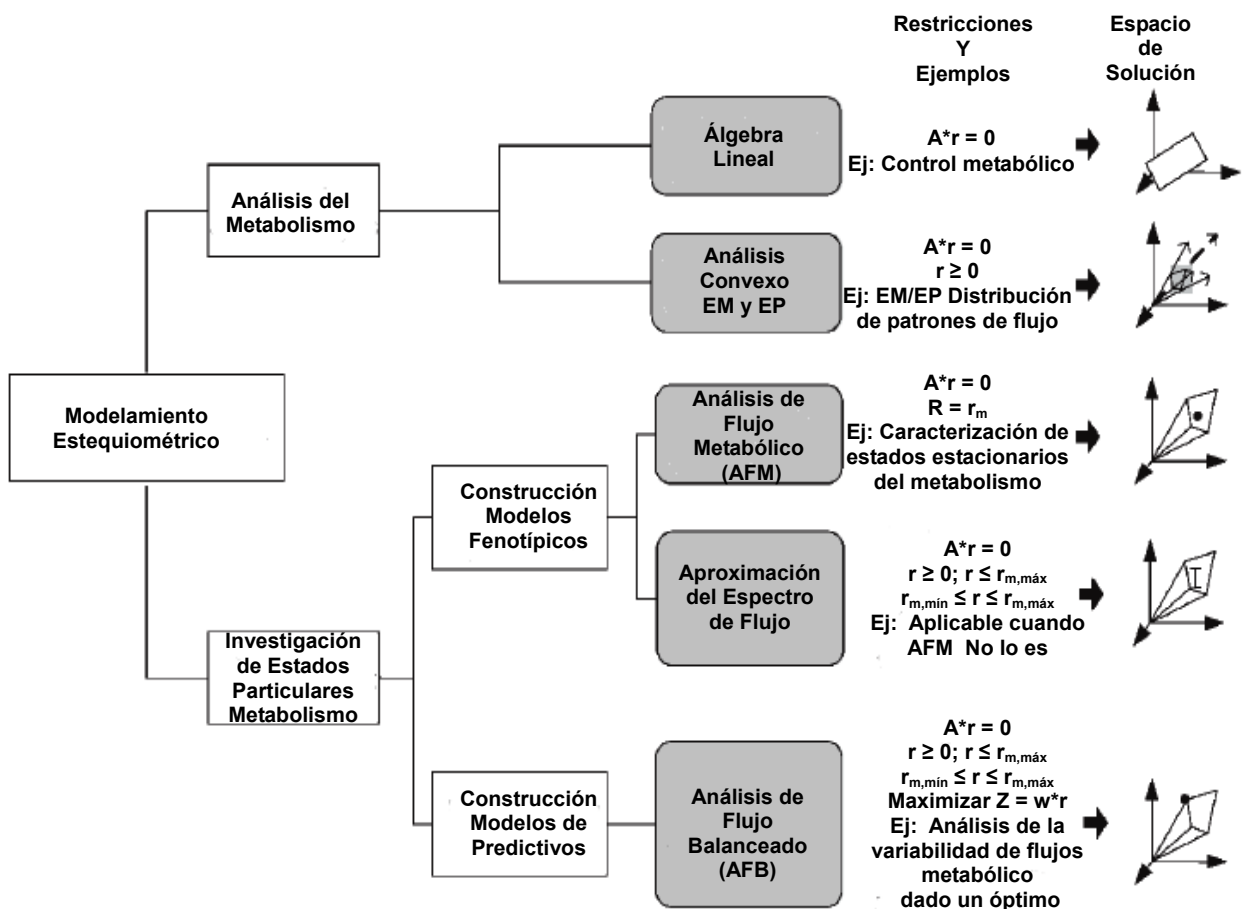 Restricciones
Y
Ejemplos
Espacio
de
Solución
Álgebra
Lineal
A*r = 0
Ej: Control metabólico
Análisis del
Metabolismo
Análisis
Convexo
EM y EP
A*r = 0
r ≥ 0
Ej: EM/EP Distribución
de patrones de flujo
Modelamiento
Estequiométrico
Análisis de
Flujo
Metabólico
(AFM)
A*r = 0
R = rₘ
Ej: Caracterización de
estados estacionarios
del metabolismo
Construcción
Modelos
Fenotípicos
Aproximación
del Espectro
de Flujo
A*r = 0
r ≥ 0; r ≤ rm,máx
rm,mín ≤ r ≤ rm,máx
Ej: Aplicable cuando
AFM No lo es
Investigación
de Estados
Particulares
Metabolismo
Construcción
Modelos de
Predictivos
Análisis de
Flujo
Balanceado
(AFB)
A*r = 0
r ≥ 0; r ≤ rm,máx
rm,mín ≤ r ≤ rm,máx
Maximizar Z = w*r
Ej: Análisis de la
variabilidad de flujos
metabólico
dado un óptimo